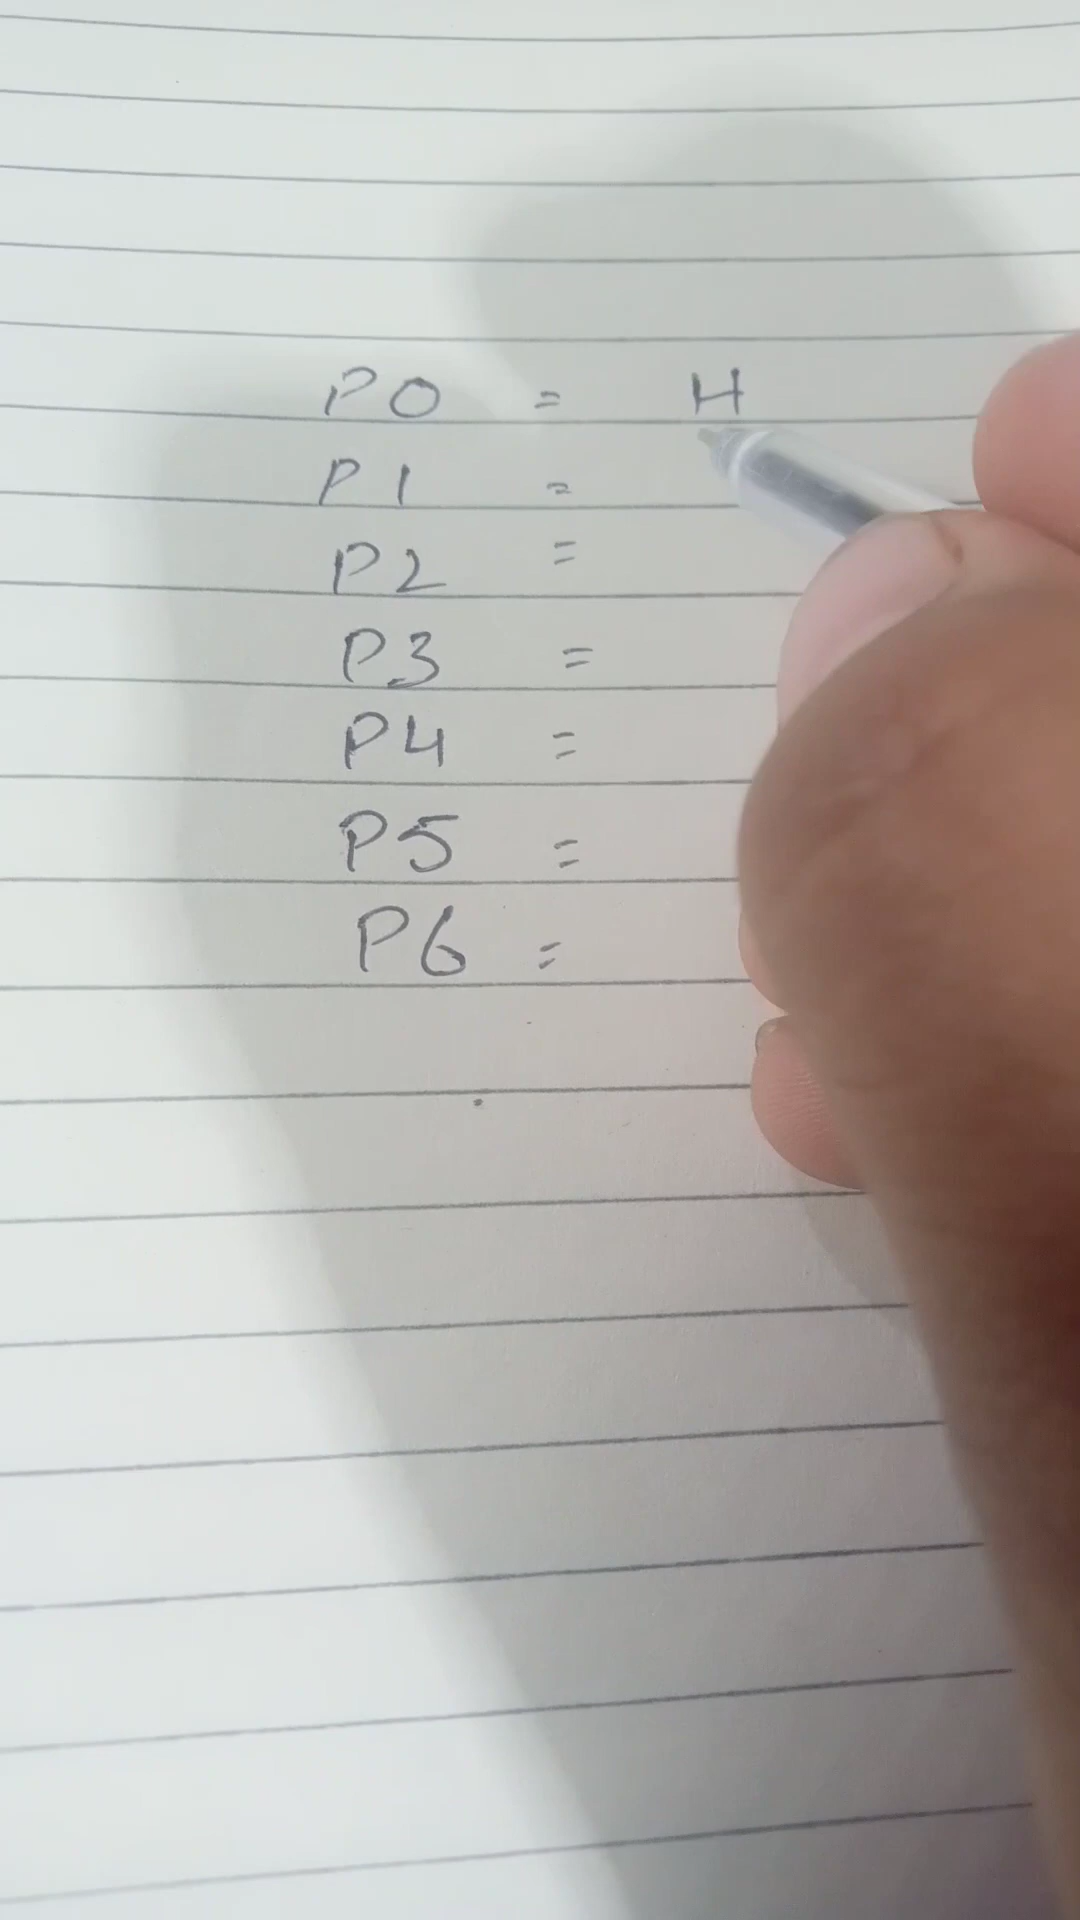 P0 = H
P1 =
P2 =
P3 =
P4 =
P5 =
P6 =